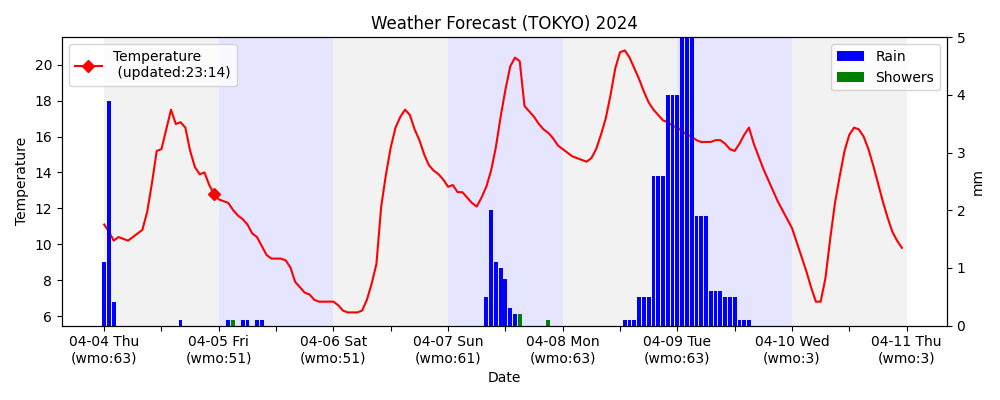 Weather Forecast (TOKYO) 2024
Temperature
(updated:23:14)
Rain
Showers
Temperature
20
18
16
14
12
10
8
6
5
4
3
2
1
0
mm
04-04 Thu
(wmo:63)
04-05 Fri
(wmo:51)
04-06 Sat
(wmo:51)
04-07 Sun
(wmo:61)
04-08 Mon
(wmo:63)
04-09 Tue
(wmo:63)
04-10 Wed
(wmo:3)
04-11 Thu
(wmo:3)
Date